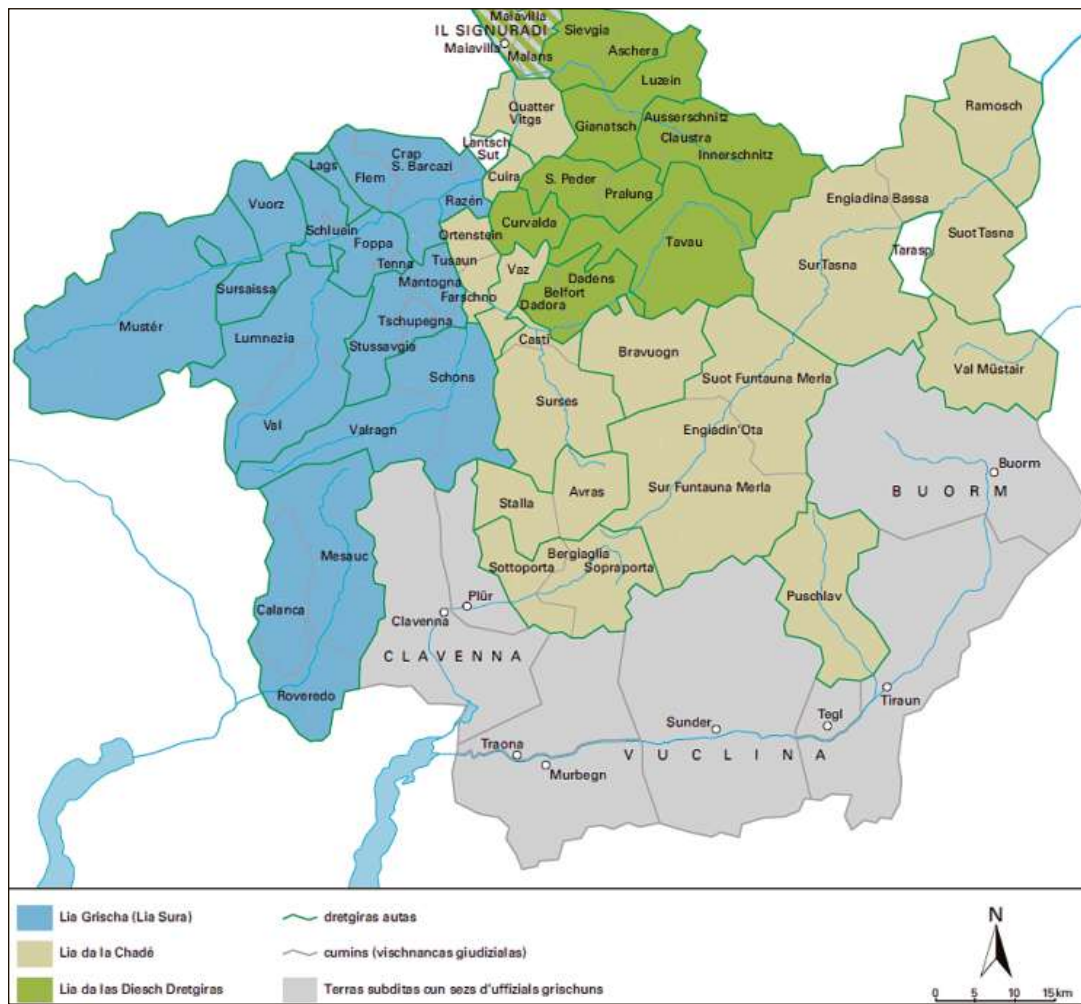 Maiavilla
IL SIGNURADI
Maiavilla
Malans
Sievgia
Aschera
Luzein
Quatter
Vitgs
Gianatsch
Ausserschnitz
Claustra
Innerschnitz
Ramosch
Lantsch
Sut
Crap
S. Barcazi
Lags
Flem
Cuira
S. Peder
Pralung
Engiadina Bassa
Vuorz
Razén
Schluein
Foppa
Curvalda
Ortenstein
Tavau
Tarasp
Suot Tasna
Tenna
Tusaun
Vaz
SurTasna
Sursaissa
Mantogna
Farschno
Dadens
Belfort
Dadora
Mustér
Lumnezia
Tschupegna
Stussavgia
Casti
Bravuogn
Val Müstair
Schons
Suot Funtauna Merla
Surses
Val
Valragn
Engiadin'Ota
Buorm
BUORM
Stalla
Avras
Sur Funtauna Merla
Mesauc
Bergiaglia
Sottoporta
Sopraporta
Puschlav
Calanca
Plür
Clavenna
CLAVENNA
Roveredo
Tiraun
Sunder
Tegl
Traona
VUCLINA
Murbegn
Lia Grischa (Lia Sura)
dretgiras autas
N
Lia da la Chadé
cumins (vischnancas giudizialas)
Lia da las Diesch Dretgiras
Terras subditas cun sezs d'uffizials grischuns
0 5 10 15km